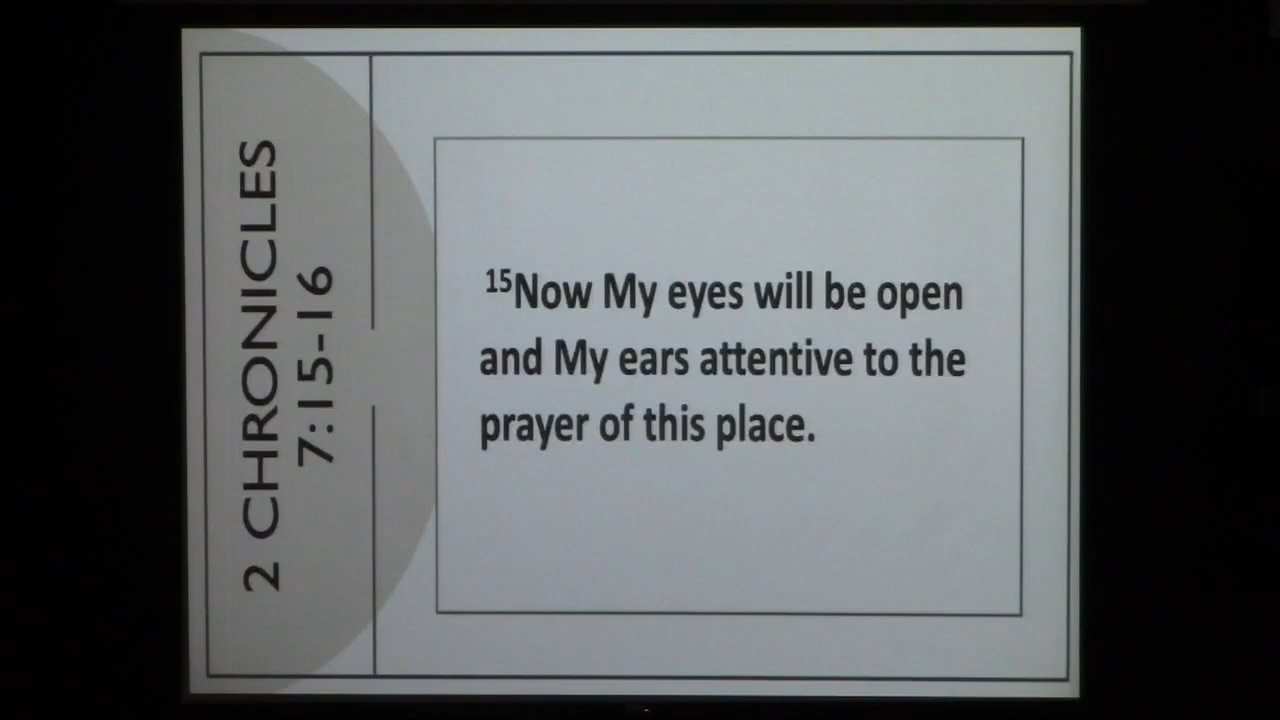 2 CHRONICLES
7:15-16
¹⁵Now My eyes will be open
and My ears attentive to the
prayer of this place.